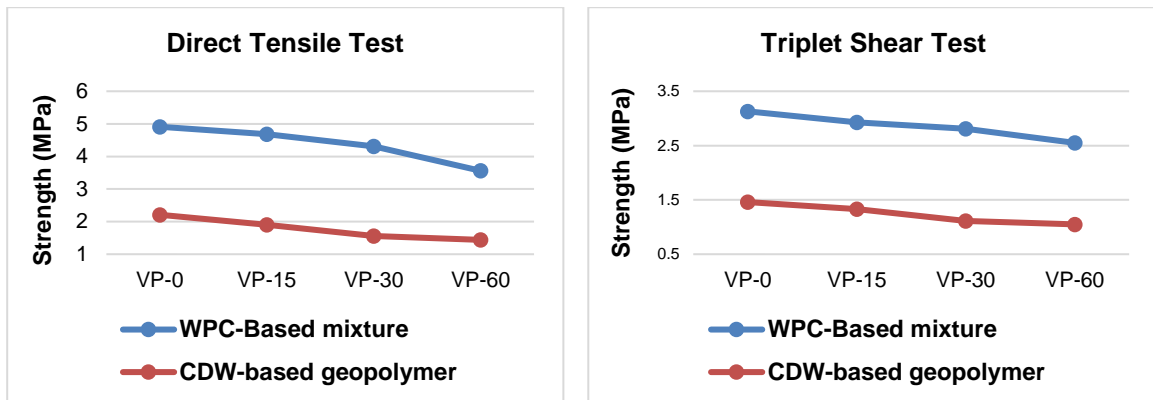 Direct Tensile Test
Strength (MPa)
6
5
4
3
2
1
VP-0 VP-15 VP-30 VP-60
WPC-Based mixture
CDW-based geopolymer
Triplet Shear Test
Strength (MPa)
3.5
2.5
1.5
0.5
VP-0 VP-15 VP-30 VP-60
WPC-Based mixture
CDW-based geopolymer